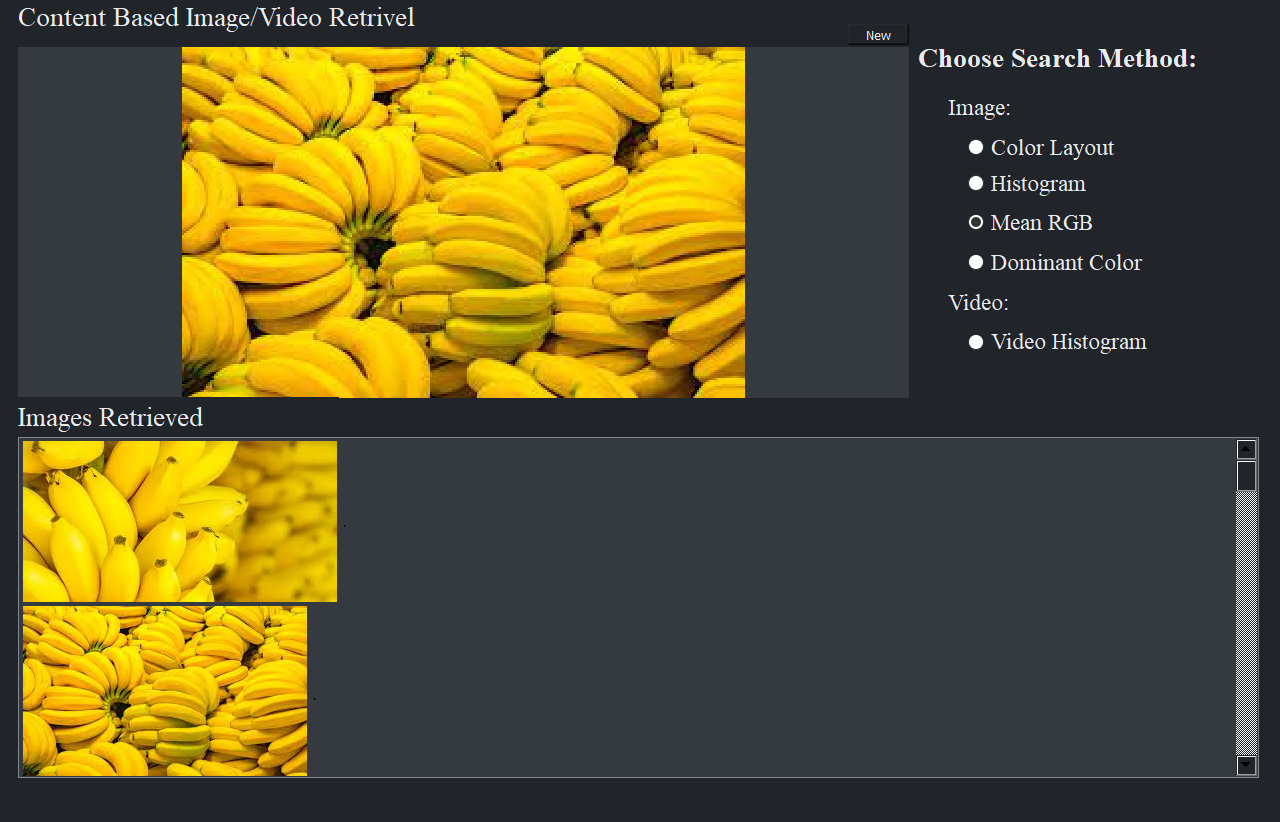 Content Based Image/Video Retrivel
New
Choose Search Method:
Image:
Color Layout
Histogram
Mean RGB
Dominant Color
Video:
Video Histogram
Images Retrieved